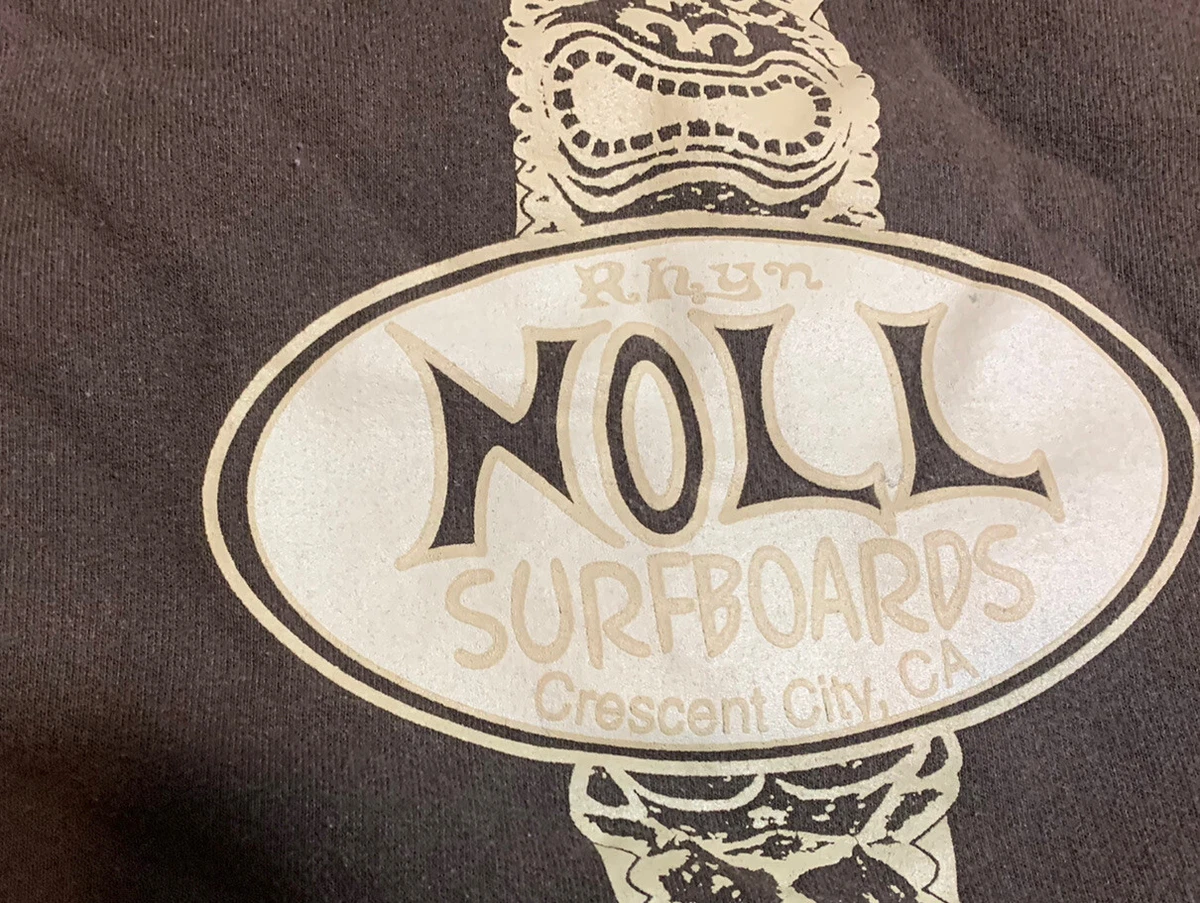 Rhyn
NOLL
SURFBOARDS
Crescent City, CA